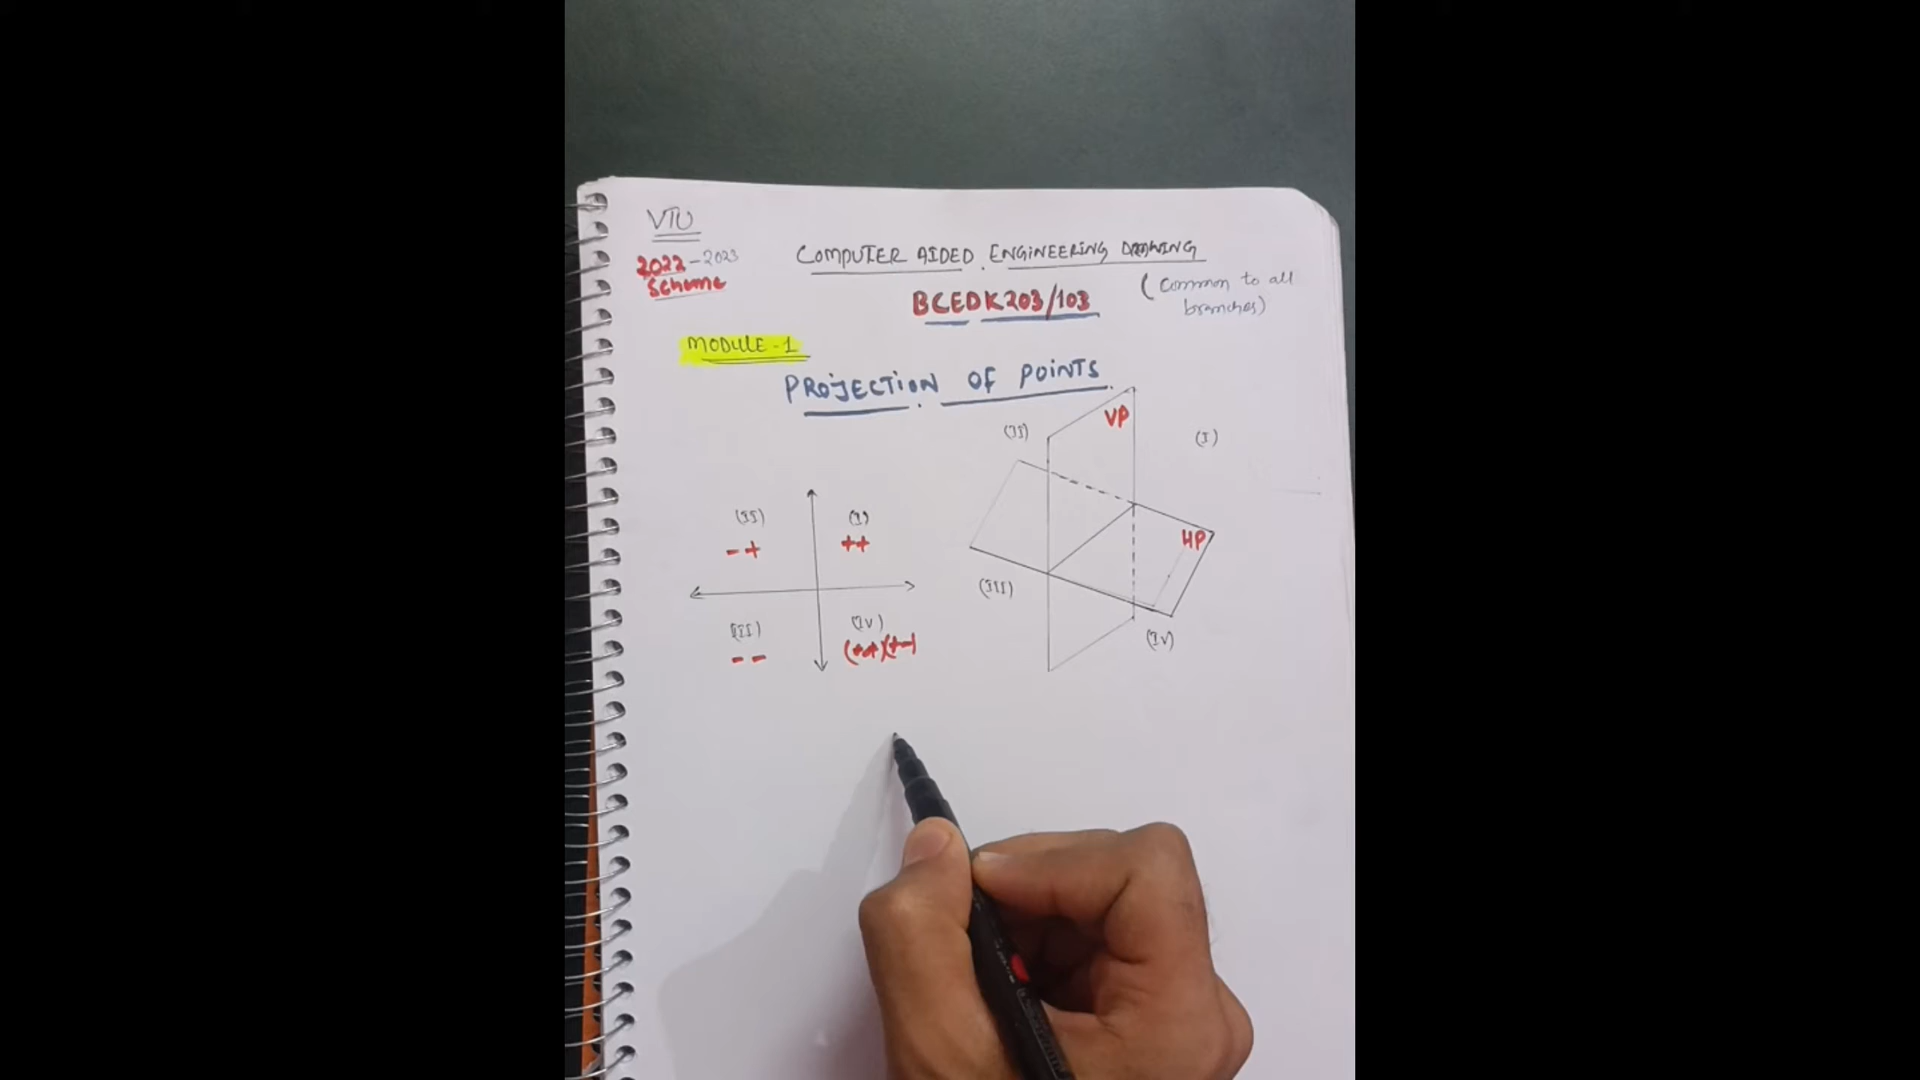 VTU
2022-2023
Scheme
COMPUTER AIDED ENGINEERING DRAWING
(Common to all
branches)
BCEDK203/103
MODULE-1
PROJECTION OF POINTS
(II)
VP
(I)
(II)
(I)
-+
++
HP
(III)
(III)
(IV)
(IV)
--
(+-)